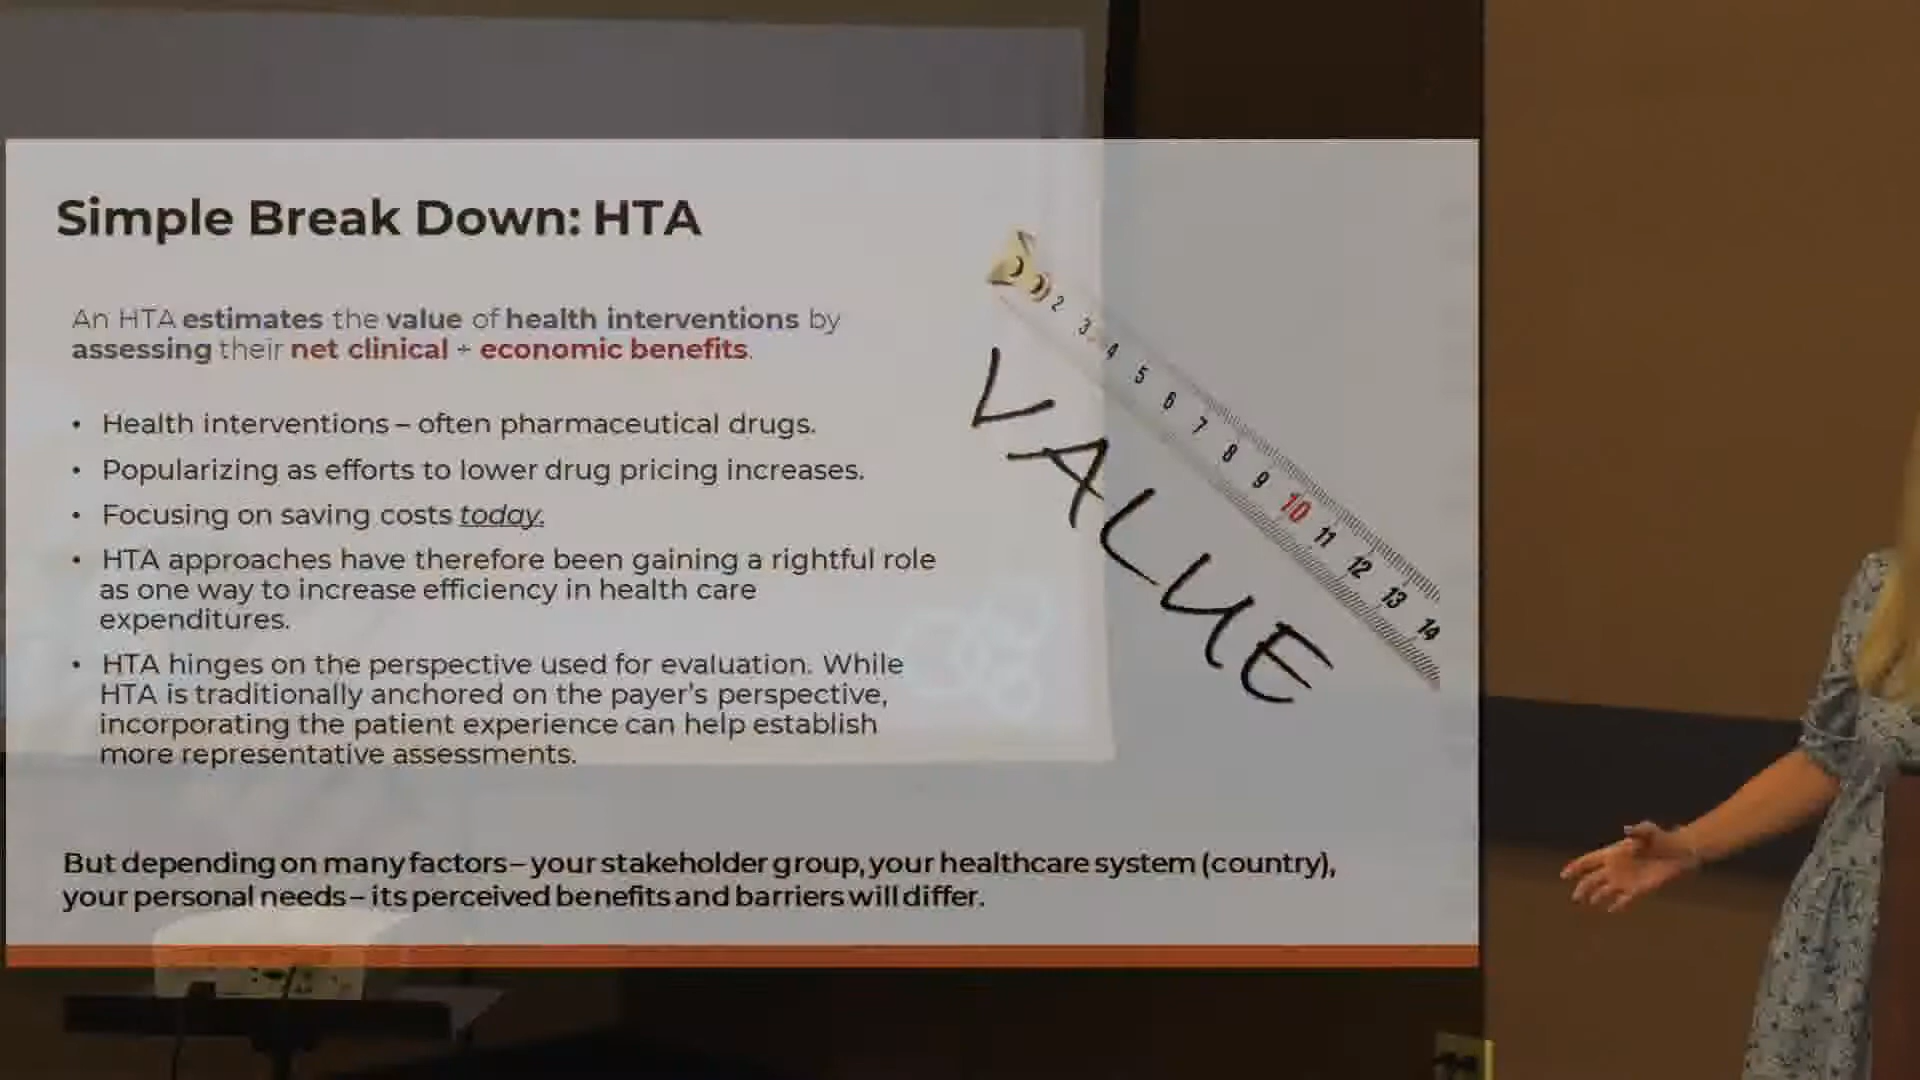 Simple Break Down: HTA
An HTA estimates the value of health interventions by
assessing their net clinical + economic benefits.
• Health interventions – often pharmaceutical drugs.
• Popularizing as efforts to lower drug pricing increases.
• Focusing on saving costs today.
• HTA approaches have therefore been gaining a rightful role
as one way to increase efficiency in health care
expenditures.
• HTA hinges on the perspective used for evaluation. While
HTA is traditionally anchored on the payer's perspective,
incorporating the patient experience can help establish
more representative assessments.
2 3 4 5 6 7 8 9 10 11 12 13 14
VALUE
But depending on many factors – your stakeholder group, your healthcare system (country),
your personal needs – its perceived benefits and barriers will differ.